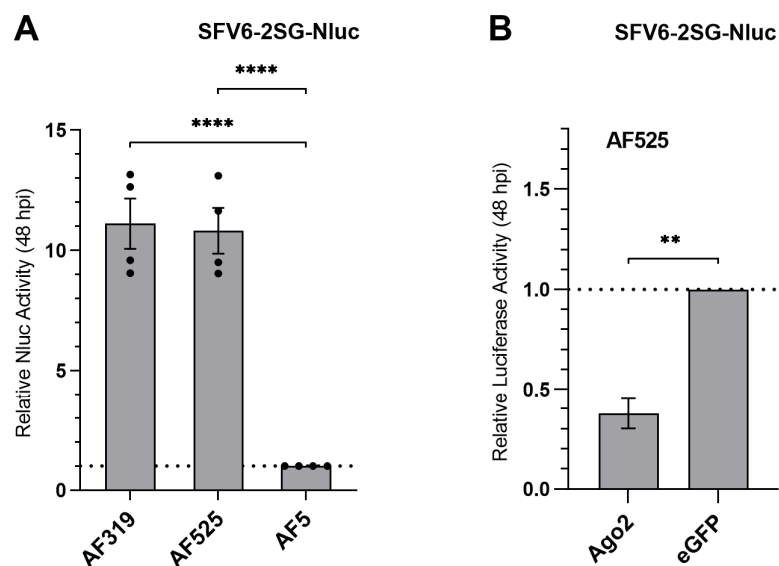 A
SFV6-2SG-Nluc
****
****
15
10
5
0
Relative Nluc Activity (48 hpi)
AF319
AF525
AF5
B
SFV6-2SG-Nluc
AF525
**
1.5
1.0
0.5
0.0
Relative Luciferase Activity (48 hpi)
Ago2
eGFP